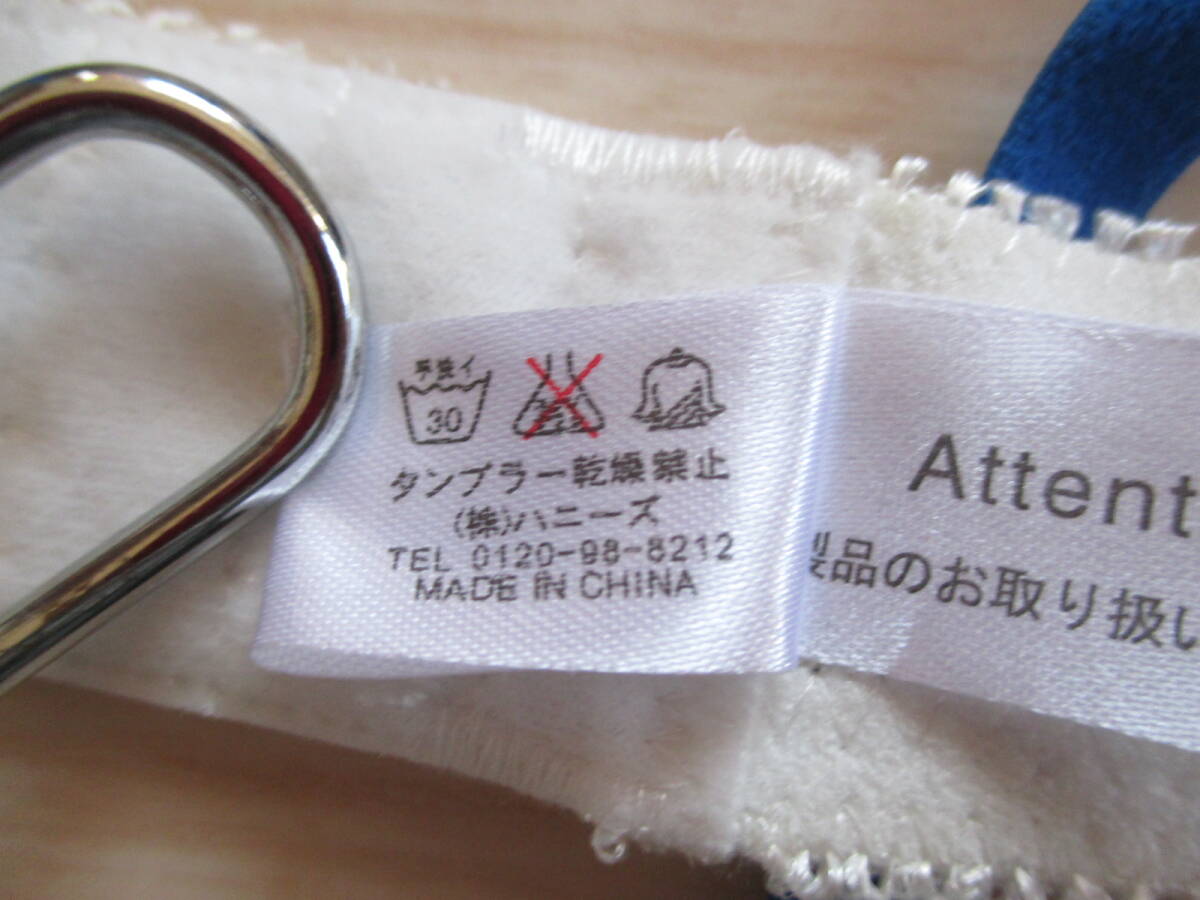 手洗イ
30
タンブラー乾燥禁止
(株)ハニーズ
TEL 0120-98-8212
MADE IN CHINA
Attent
製品のお取り扱い